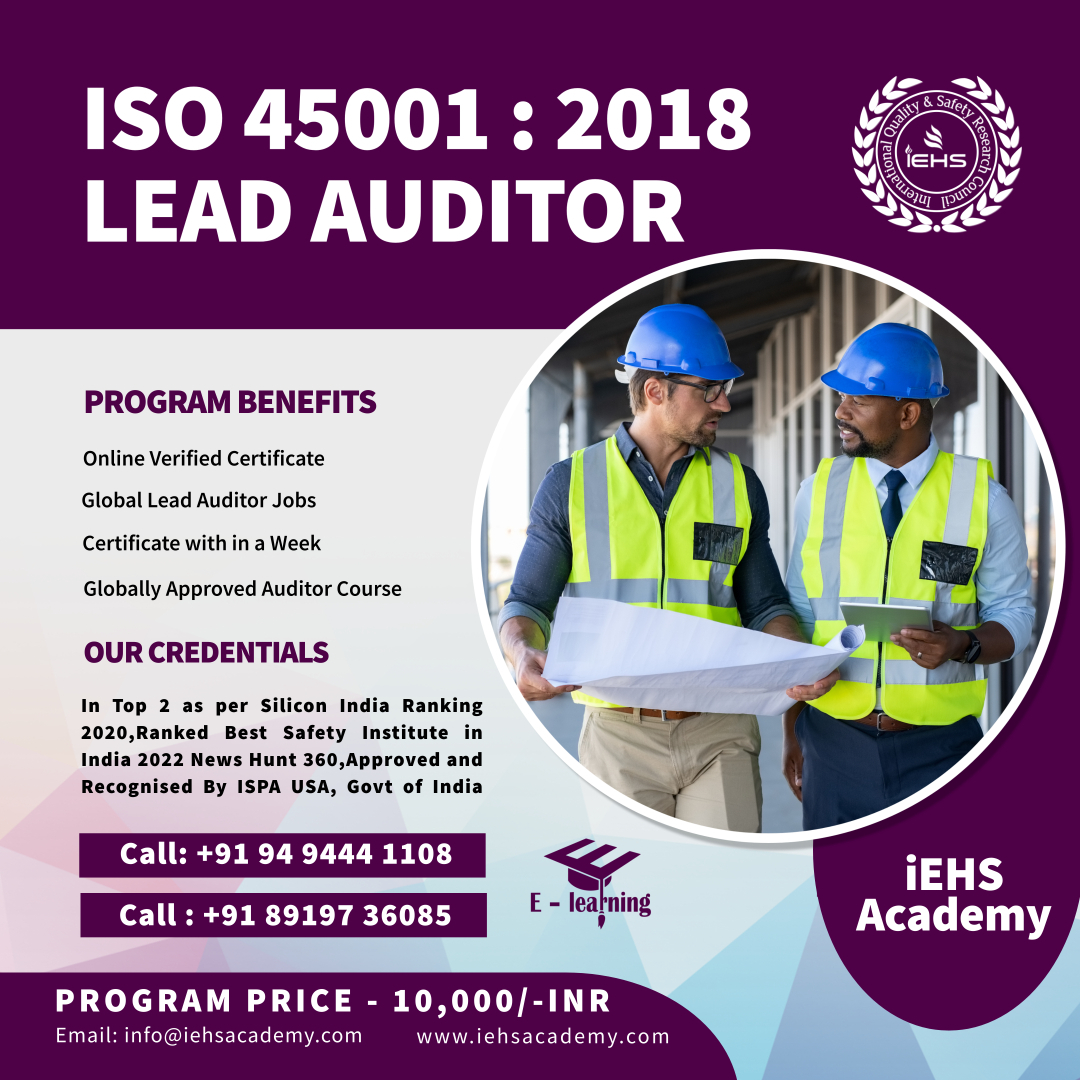 ISO 45001 : 2018
LEAD AUDITOR
International Quality & Safety Research Council
iEHS
PROGRAM BENEFITS
Online Verified Certificate
Global Lead Auditor Jobs
Certificate with in a Week
Globally Approved Auditor Course
OUR CREDENTIALS
In Top 2 as per Silicon India Ranking
2020,Ranked Best Safety Institute in
India 2022 News Hunt 360,Approved and
Recognised By ISPA USA, Govt of India
Call: +91 94 9444 1108
Call : +91 89197 36085
E - learning
iEHS
Academy
PROGRAM PRICE - 10,000/-INR
Email: info@iehsacademy.com
www.iehsacademy.com